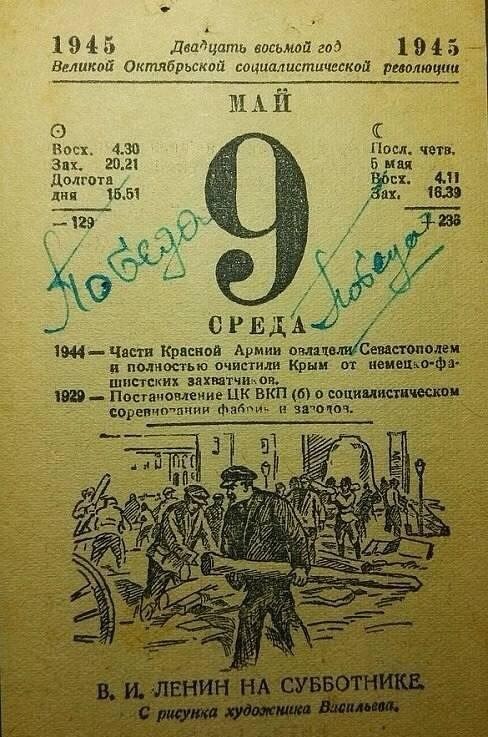 1945 Двадцать восьмой год 1945
Великой Октябрьской социалистической революции
МАЙ
Восх. 4.30
Зах. 20,21
Долгота
дня 15.51
— 129
9
Посл. четв.
5 мая
Восх. 4.11
Зах. 16.39
+ 236
Победа
Победа
СРЕДА
1944 — Части Красной Армии овладели Севастополем
и полностью очистили Крым от немецко-фа-
шистских захватчиков.
1929 — Постановление ЦК ВКП (б) о социалистическом
соревновании фабрик и заводов.
В. И. ЛЕНИН НА СУББОТНИКЕ.
С рисунка художника Васильева.